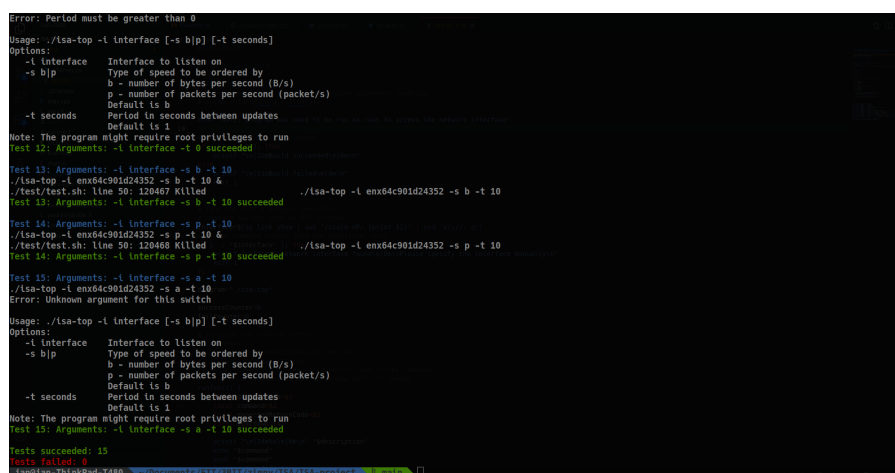 Error: Period must be greater than 0
Usage: ./isa-top -i interface [-s b|p] [-t seconds]
Options:
-i interface Interface to listen on
-s b|p Type of speed to be ordered by
b - number of bytes per second (B/s)
p - number of packets per second (packet/s)
Default is b
-t seconds Period in seconds between updates
Default is 1
Note: The program might require root privileges to run
Test 12: Arguments: -i interface -t 0 succeeded
Test 13: Arguments: -i interface -s b -t 10
./isa-top -i enx64c901d24352 -s b -t 10 &
./test/test.sh: line 50: 120467 Killed ./isa-top -i enx64c901d24352 -s b -t 10
Test 13: Arguments: -i interface -s b -t 10 succeeded
Test 14: Arguments: -i interface -s p -t 10
./isa-top -i enx64c901d24352 -s p -t 10 &
./test/test.sh: line 50: 120468 Killed ./isa-top -i enx64c901d24352 -s p -t 10
Test 14: Arguments: -i interface -s p -t 10 succeeded
Test 15: Arguments: -i interface -s a -t 10
./isa-top -i enx64c901d24352 -s a -t 10
Error: Unknown argument for this switch
Usage: ./isa-top -i interface [-s b|p] [-t seconds]
Options:
-i interface Interface to listen on
-s b|p Type of speed to be ordered by
b - number of bytes per second (B/s)
p - number of packets per second (packet/s)
Default is b
-t seconds Period in seconds between updates
Default is 1
Note: The program might require root privileges to run
Test 15: Arguments: -i interface -s a -t 10 succeeded
Tests succeeded: 15
Tests failed: 0